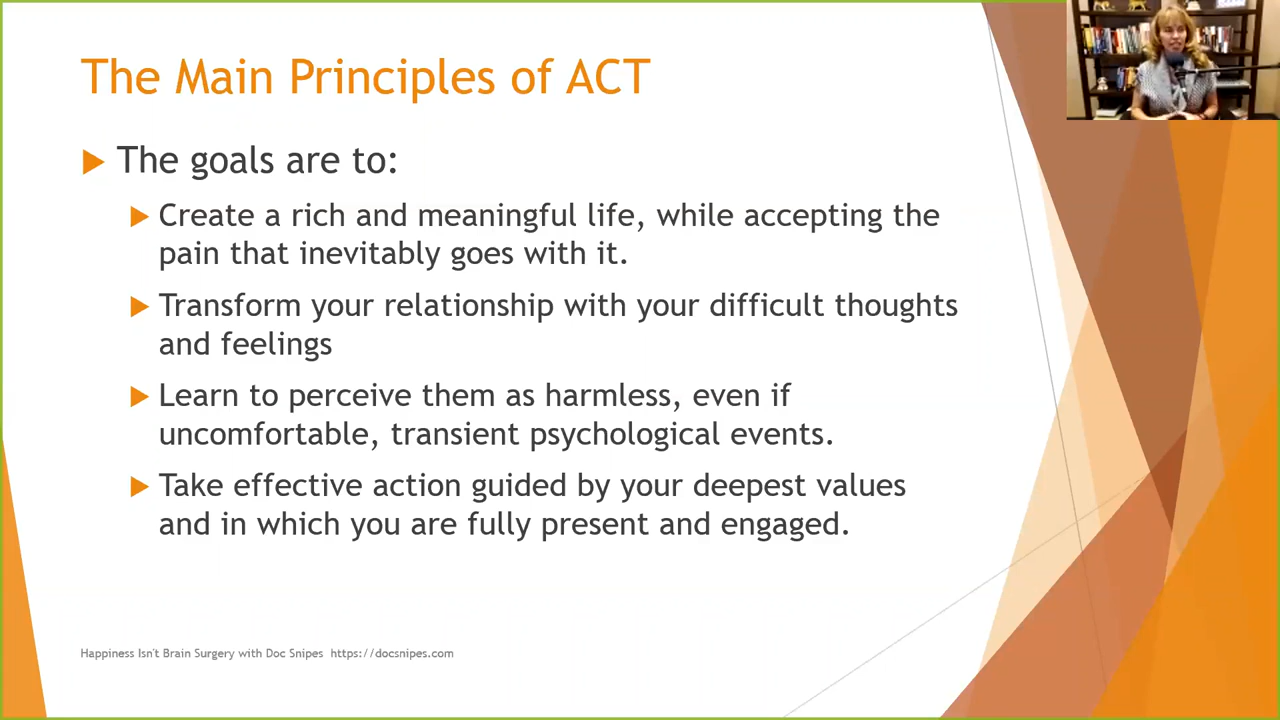 The Main Principles of ACT
The goals are to:
Create a rich and meaningful life, while accepting the
pain that inevitably goes with it.
Transform your relationship with your difficult thoughts
and feelings
Learn to perceive them as harmless, even if
uncomfortable, transient psychological events.
Take effective action guided by your deepest values
and in which you are fully present and engaged.
Happiness Isn't Brain Surgery with Doc Snipes https://docsnipes.com